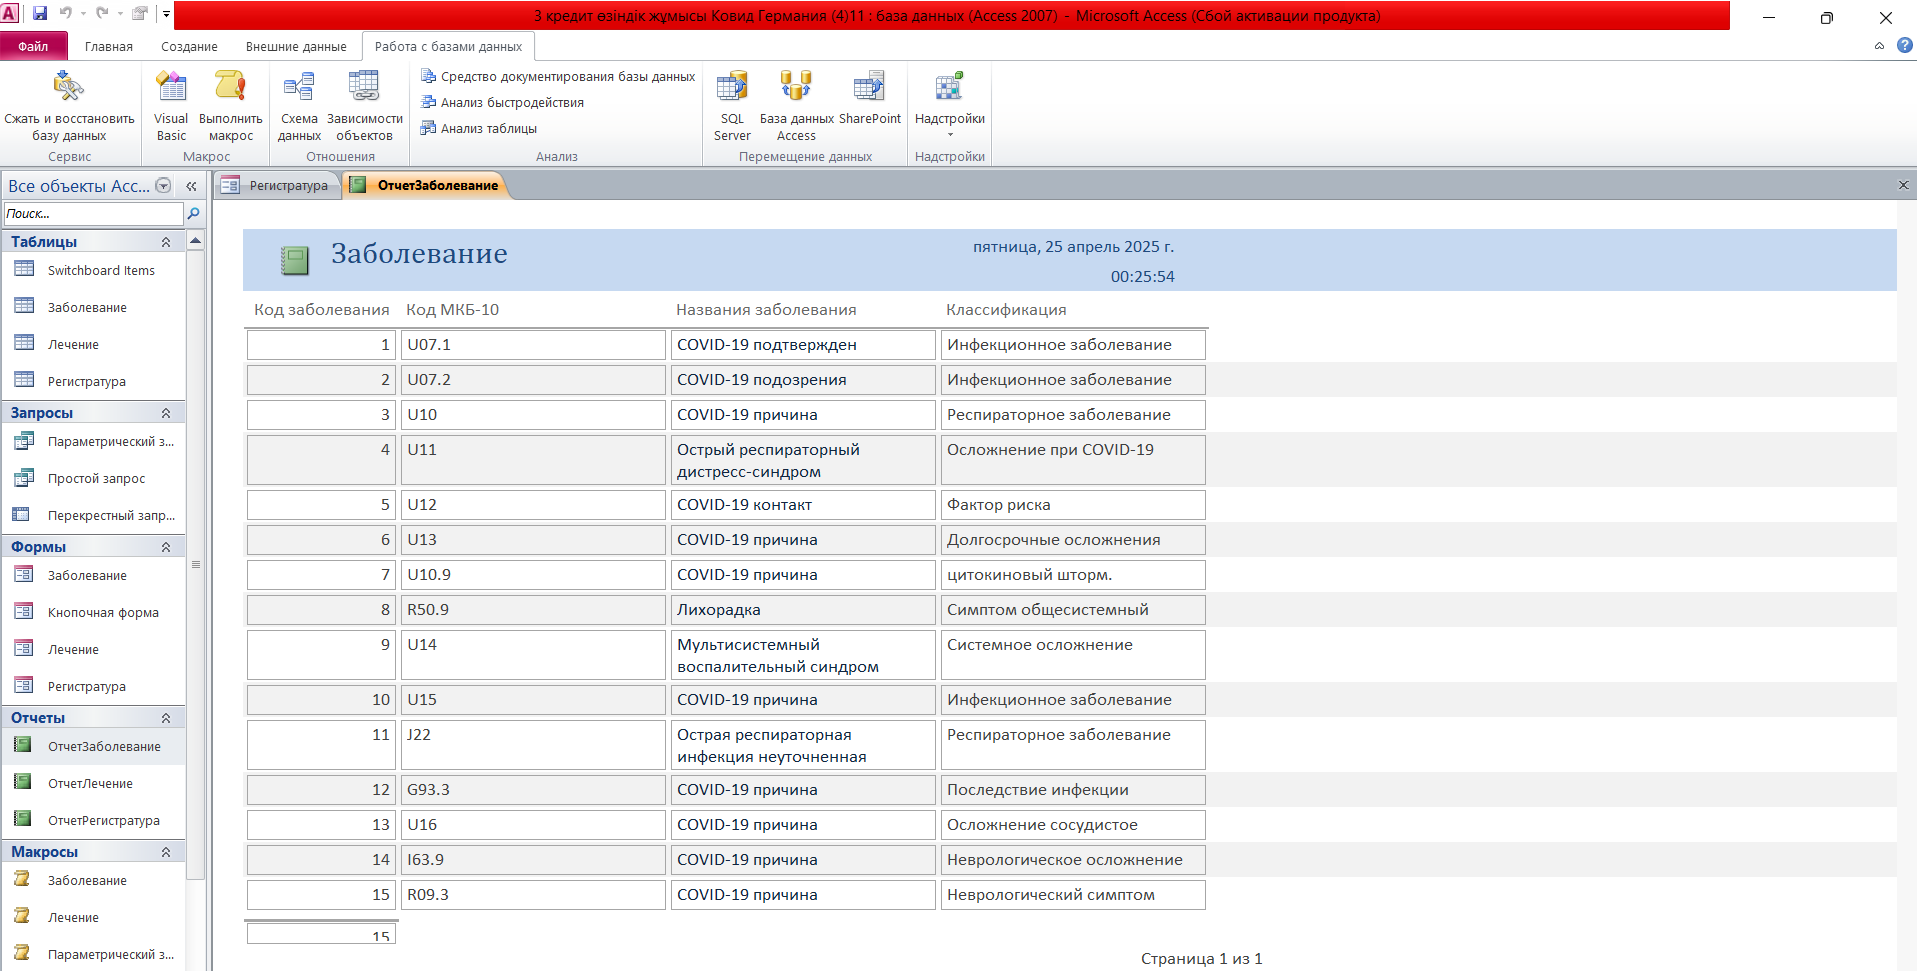 3 кредит өзіндік жұмысы Ковид Германия (4)11 : база данных (Access 2007) - Microsoft Access (Сбой активации продукта)
Файл Главная Создание Внешние данные Работа с базами данных
Сжать и восстановить базу данных
Сервис
Visual Basic
Выполнить макрос
Макрос
Схема данных
Зависимости объектов
Отношения
Средство документирования базы данных
Анализ быстродействия
Анализ таблицы
Анализ
SQL Server
База данных Access
SharePoint
Перемещение данных
Надстройки
Надстройки
Все объекты Acc...
Поиск...
Таблицы
Switchboard Items
Заболевание
Лечение
Регистратура
Запросы
Параметрический з...
Простой запрос
Перекрестный запр...
Формы
Заболевание
Кнопочная форма
Лечение
Регистратура
Отчеты
ОтчетЗаболевание
ОтчетЛечение
ОтчетРегистратура
Макросы
Заболевание
Лечение
Параметрический з...
Регистратура ОтчетЗаболевание
Заболевание
пятница, 25 апрель 2025 г.
00:25:54
Код заболевания Код МКБ-10 Названия заболевания Классификация
1 U07.1 COVID-19 подтвержден Инфекционное заболевание
2 U07.2 COVID-19 подозрения Инфекционное заболевание
3 U10 COVID-19 причина Респираторное заболевание
4 U11 Острый респираторный дистресс-синдром Осложнение при COVID-19
5 U12 COVID-19 контакт Фактор риска
6 U13 COVID-19 причина Долгосрочные осложнения
7 U10.9 COVID-19 причина цитокиновый шторм.
8 R50.9 Лихорадка Симптом общесистемный
9 U14 Мультисистемный воспалительный синдром Системное осложнение
10 U15 COVID-19 причина Инфекционное заболевание
11 J22 Острая респираторная инфекция неуточненная Респираторное заболевание
12 G93.3 COVID-19 причина Последствие инфекции
13 U16 COVID-19 причина Осложнение сосудистое
14 I63.9 COVID-19 причина Неврологическое осложнение
15 R09.3 COVID-19 причина Неврологический симптом
15
Страница 1 из 1